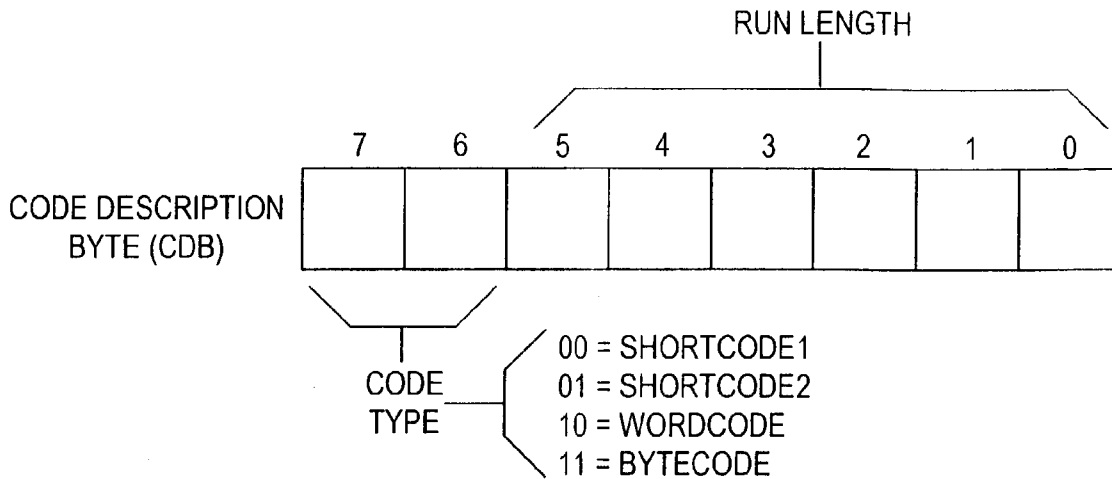 RUN LENGTH
7 6 5 4 3 2 1 0
CODE DESCRIPTION
BYTE (CDB)
CODE
TYPE
00 = SHORTCODE1
01 = SHORTCODE2
10 = WORDCODE
11 = BYTECODE